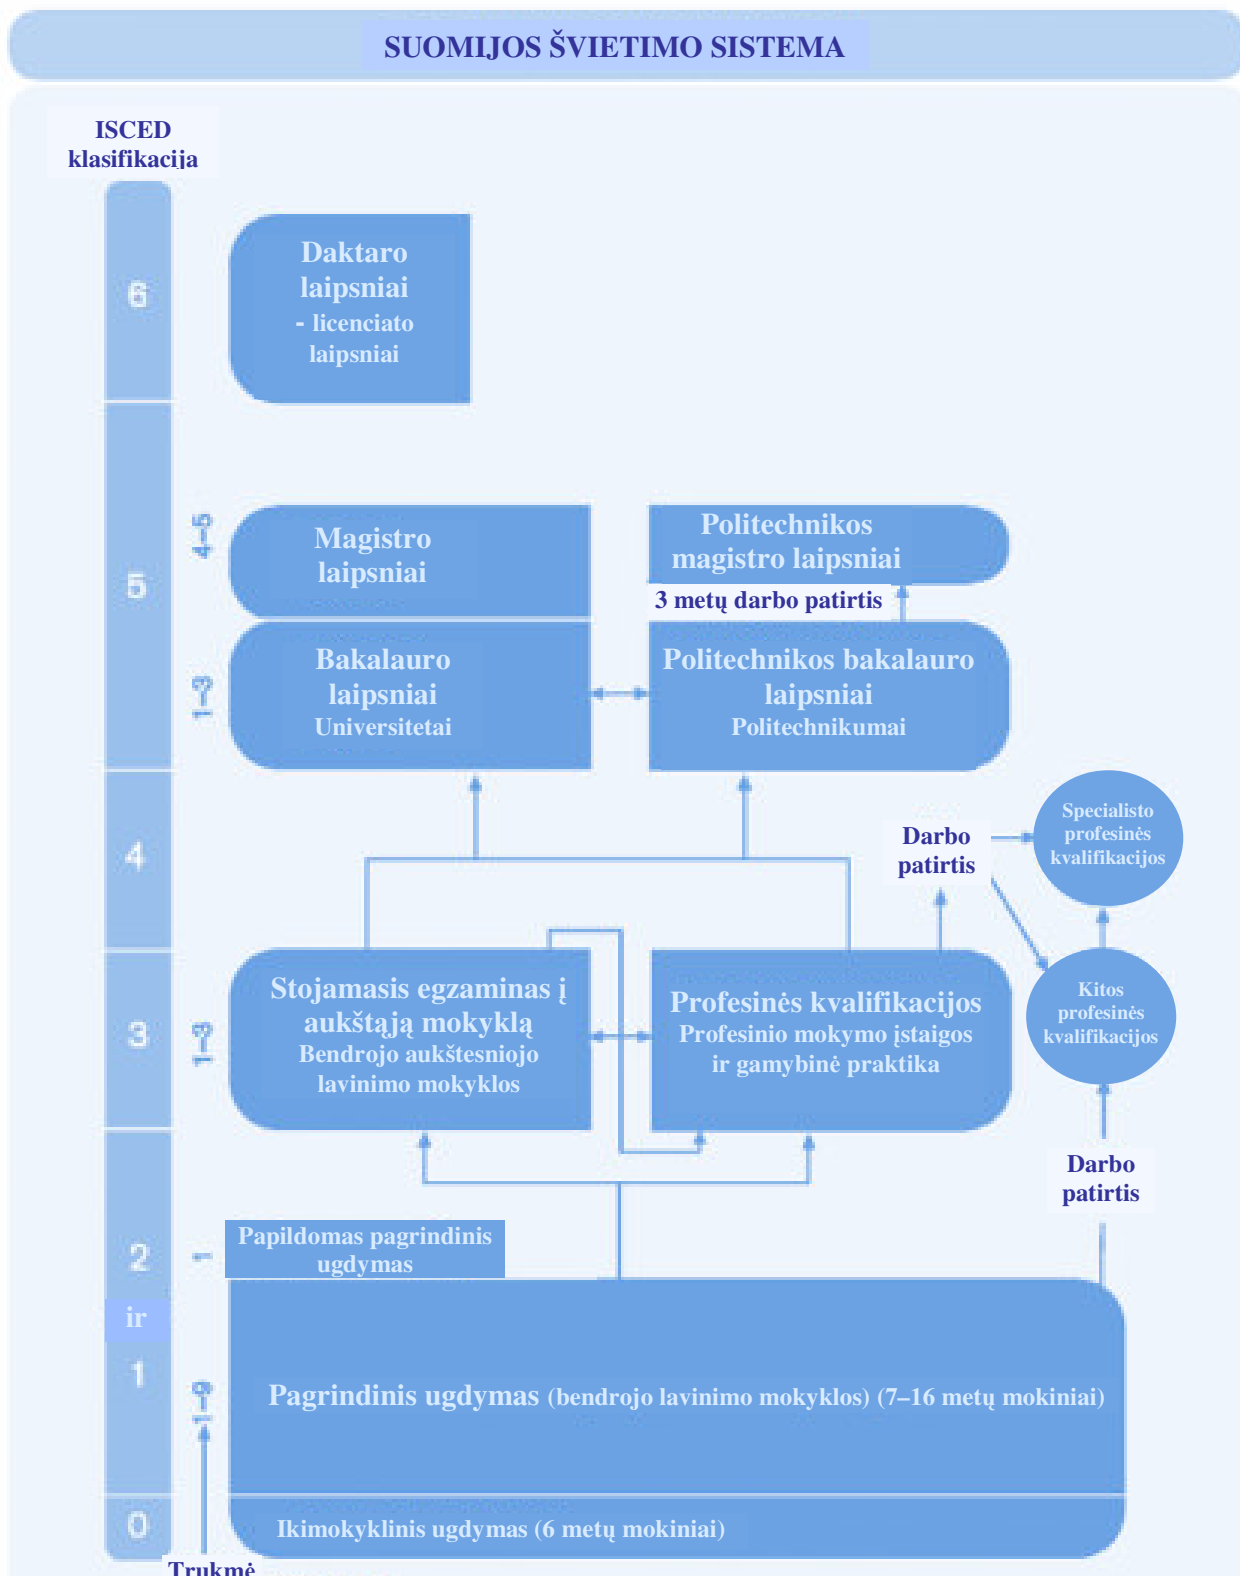 SUOMIJOS ŠVIETIMO SISTEMA
ISCED
klasifikacija
6
Daktaro
laipsniai
- licenciato
laipsniai
5
4–5
Magistro
laipsniai
Politechnikos
magistro laipsniai
3 metų darbo patirtis
1–3
Bakalauro
laipsniai
Universitetai
Politechnikos bakalauro
laipsniai
Politechnikumai
4
Darbo
patirtis
Specialisto
profesinės
kvalifikacijos
3
1–3
Stojamasis egzaminas į
aukštąją mokyklą
Bendrojo aukštesniojo
lavinimo mokyklos
Profesinės kvalifikacijos
Profesinio mokymo įstaigos
ir gamybinė praktika
Kitos
profesinės
kvalifikacijos
Darbo
patirtis
2
1
Papildomas pagrindinis
ugdymas
ir
1
1–9
Pagrindinis ugdymas (bendrojo lavinimo mokyklos) (7–16 metų mokiniai)
0
Ikimokyklinis ugdymas (6 metų mokiniai)
Trukmė